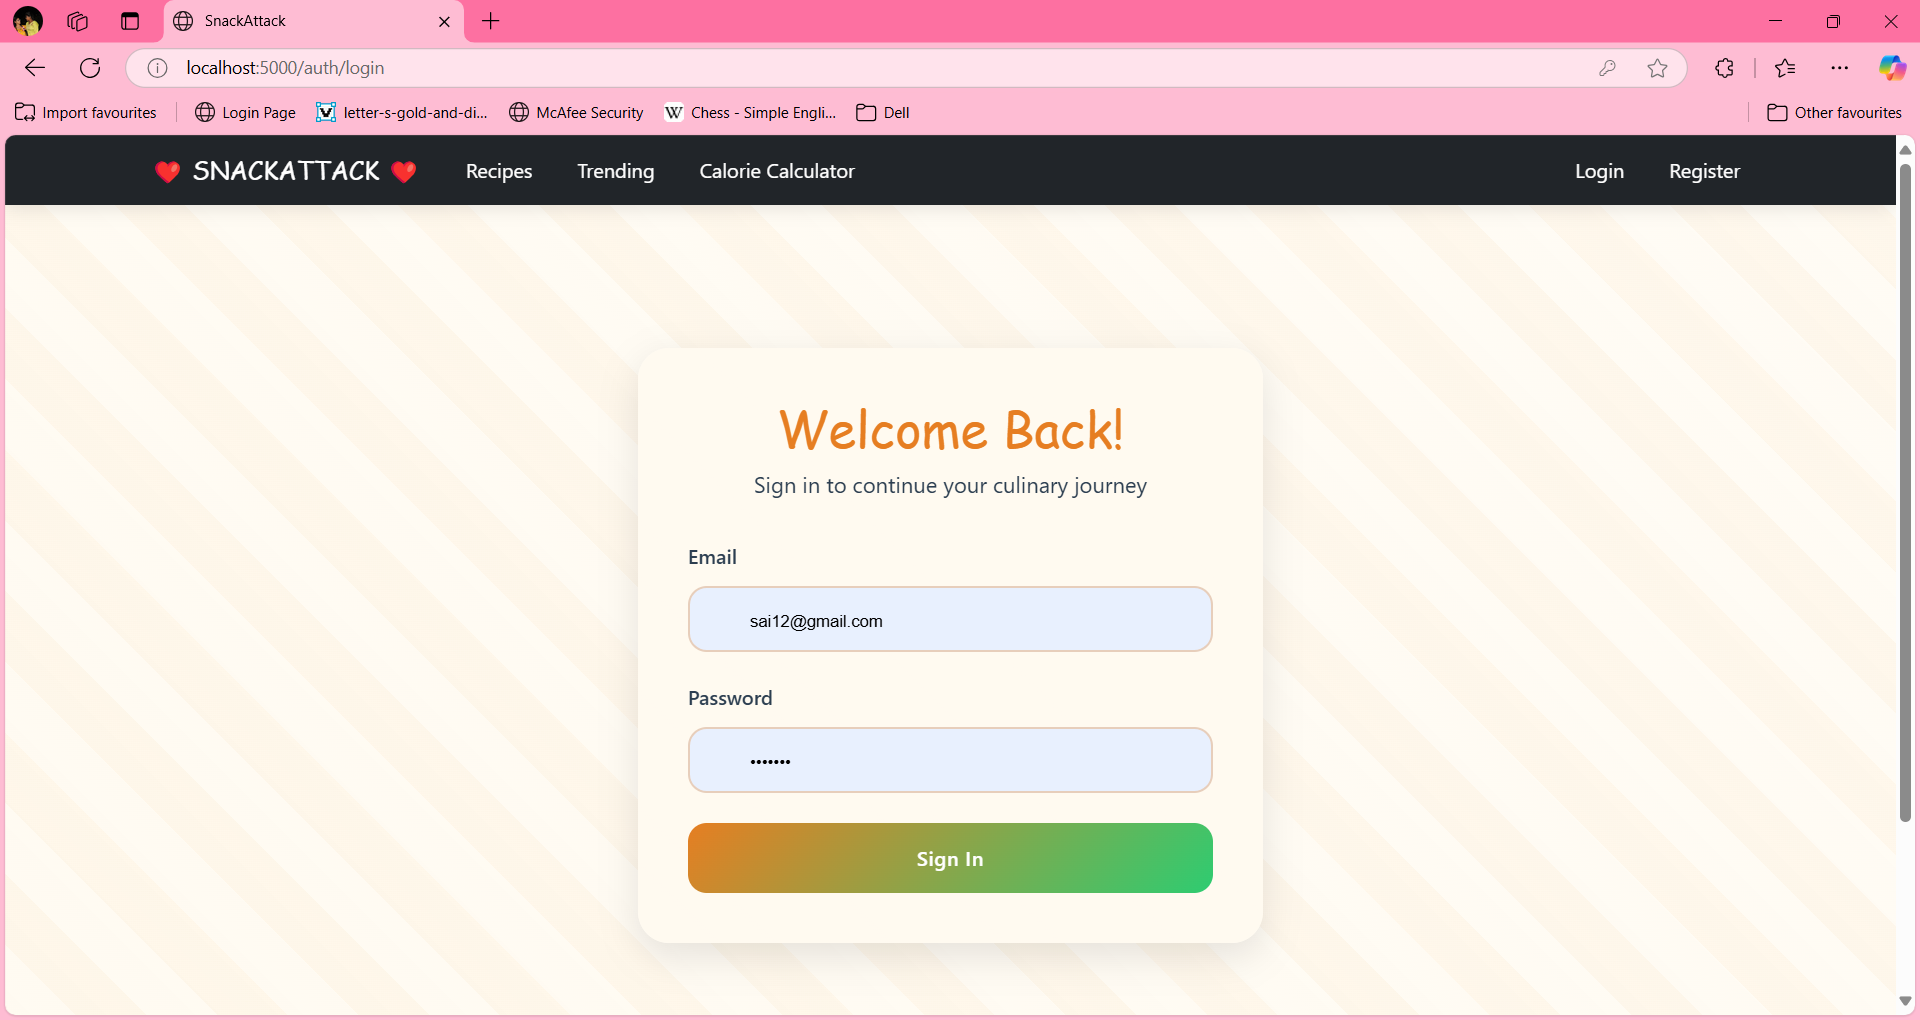 SnackAttack
localhost:5000/auth/login
Import favourites
Login Page
letter-s-gold-and-di...
McAfee Security
W Chess - Simple Engli...
Dell
Other favourites
SNACKATTACK
Recipes
Trending
Calorie Calculator
Login
Register
Welcome Back!
Sign in to continue your culinary journey
Email
sai12@gmail.com
Password
•••••••
Sign In